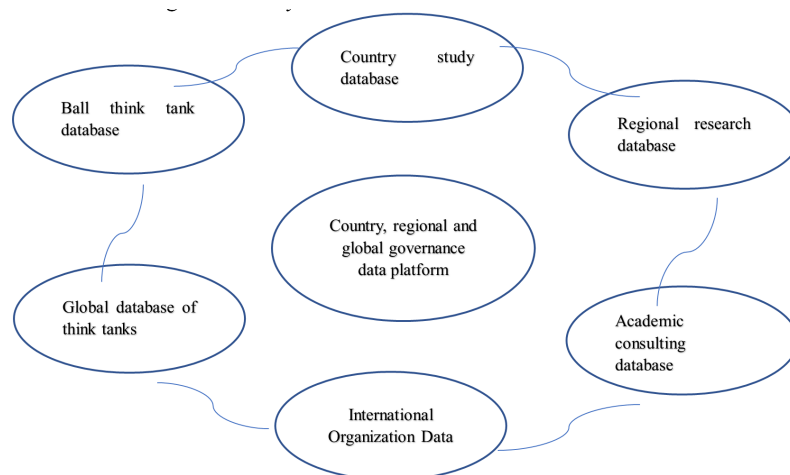 Country study
database
Ball think tank
database
Regional research
database
Country, regional and
global governance
data platform
Global database of
think tanks
Academic
consulting
database
International
Organization Data